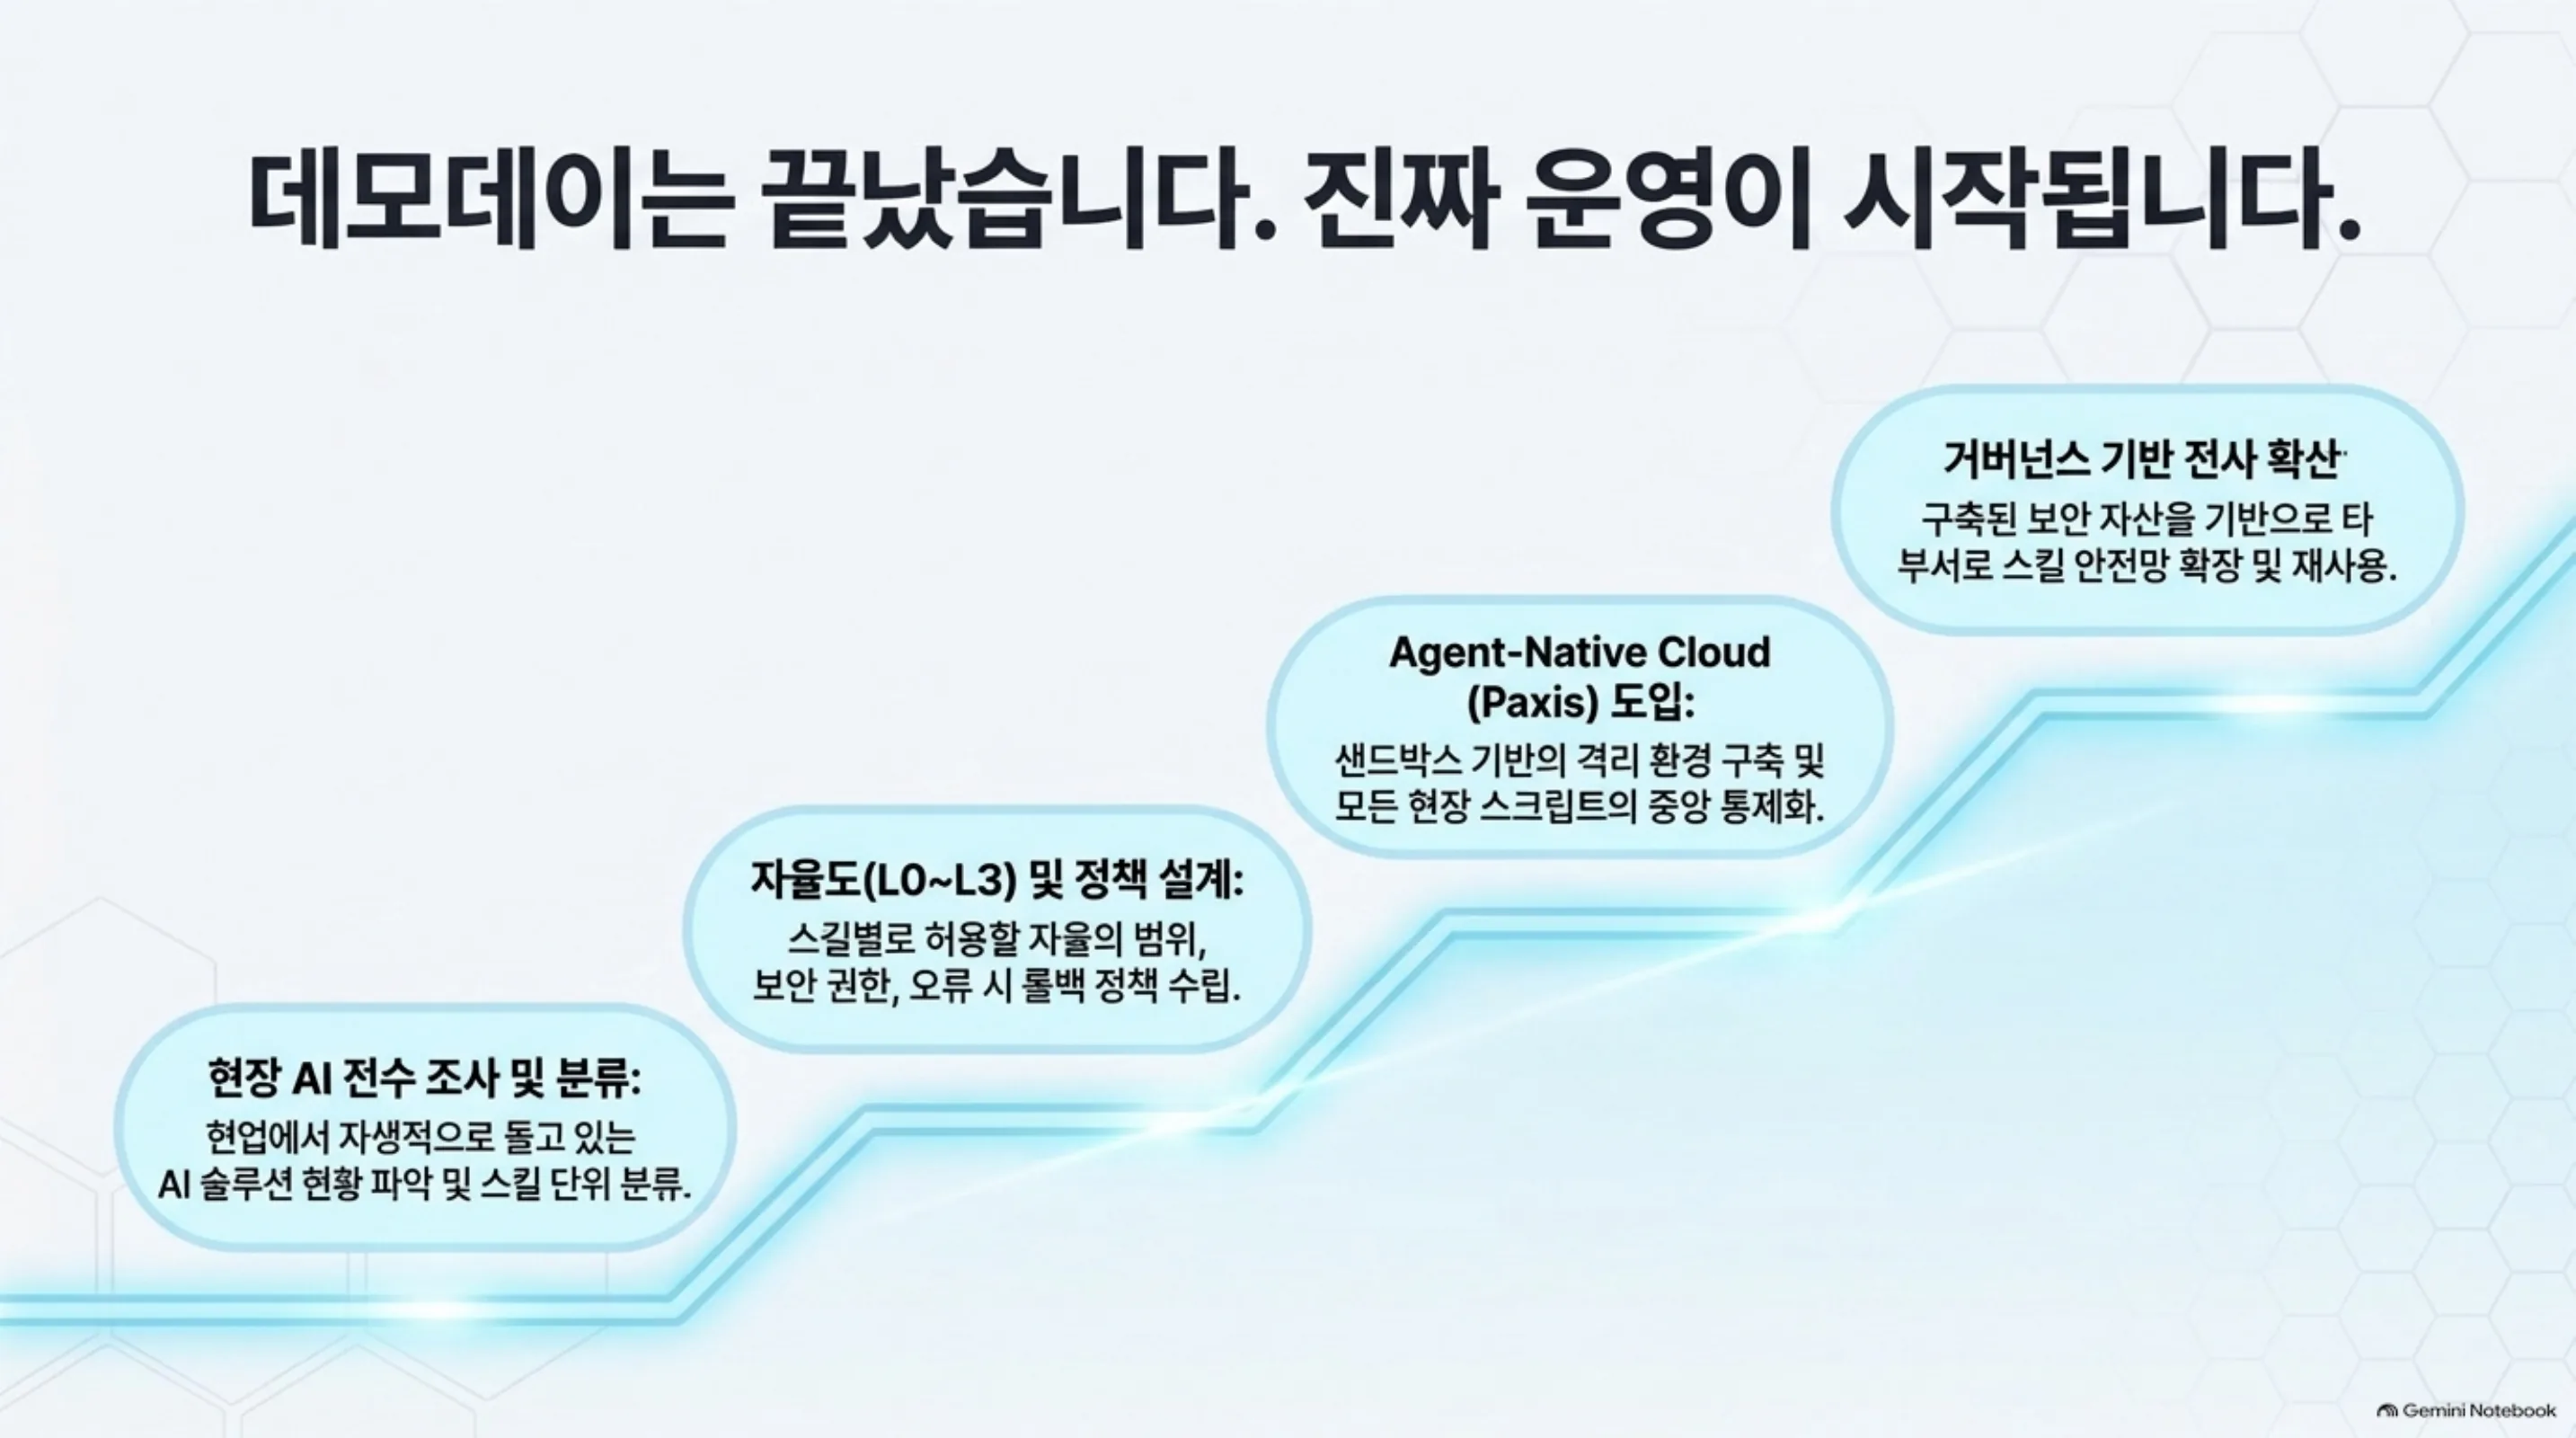 데모데이는 끝났습니다. 진짜 운영이 시작됩니다.
현장 AI 전수 조사 및 분류:
현업에서 자생적으로 돌고 있는
AI 솔루션 현황 파악 및 스킬 단위 분류.
자율도(L0~L3) 및 정책 설계:
스킬별로 허용할 자율의 범위,
보안 권한, 오류 시 롤백 정책 수립.
Agent-Native Cloud
(Paxis) 도입:
샌드박스 기반의 격리 환경 구축 및
모든 현장 스크립트의 중앙 통제화.
거버넌스 기반 전사 확산
구축된 보안 자산을 기반으로 타
부서로 스킬 안전망 확장 및 재사용.
Gemini Notebook